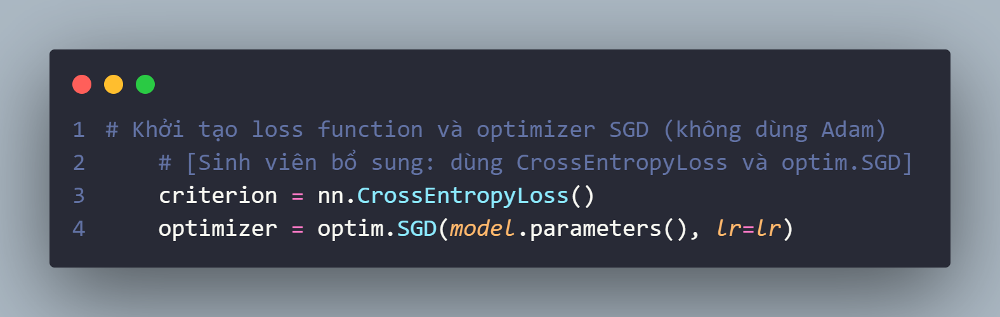 1 # Khởi tạo loss function và optimizer SGD (không dùng Adam)
2     # [Sinh viên bổ sung: dùng CrossEntropyLoss và optim.SGD]
3     criterion = nn.CrossEntropyLoss()
4     optimizer = optim.SGD(model.parameters(), lr=lr)